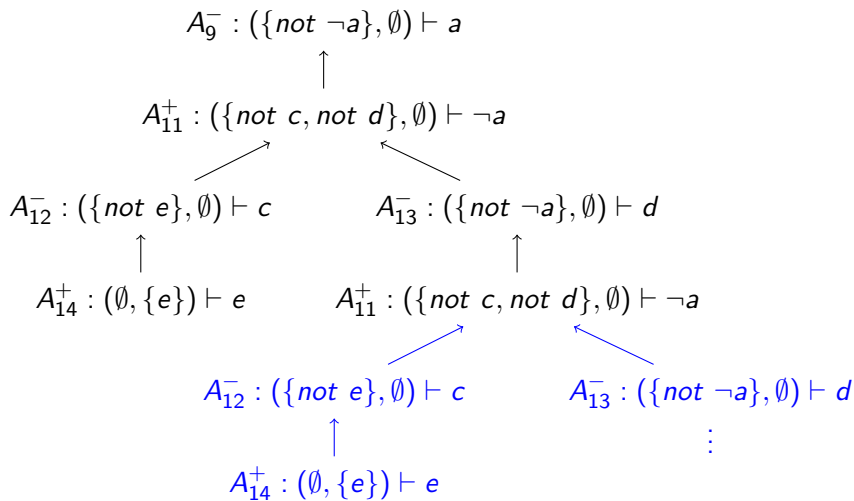 A₉⁻ : ({not ¬a}, ∅) ⊢ a
A₁₁⁺ : ({not c, not d}, ∅) ⊢ ¬a
A₁₂⁻ : ({not e}, ∅) ⊢ c A₁₃⁻ : ({not ¬a}, ∅) ⊢ d
A₁₄⁺ : (∅, {e}) ⊢ e A₁₁⁺ : ({not c, not d}, ∅) ⊢ ¬a
A₁₂⁻ : ({not e}, ∅) ⊢ c A₁₃⁻ : ({not ¬a}, ∅) ⊢ d
⋮
A₁₄⁺ : (∅, {e}) ⊢ e